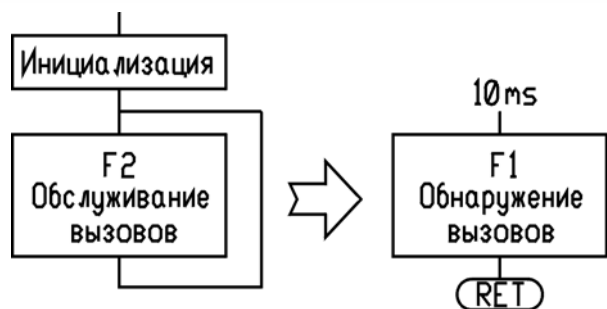 Инициализация
F2
Обслуживание
вызовов
10ms
F1
Обнаружение
вызовов
RET